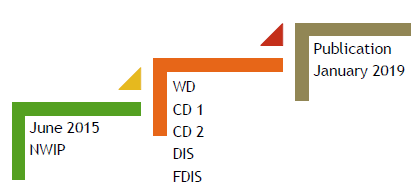 June 2015
NWIP
WD
CD 1
CD 2
DIS
FDIS
Publication
January 2019